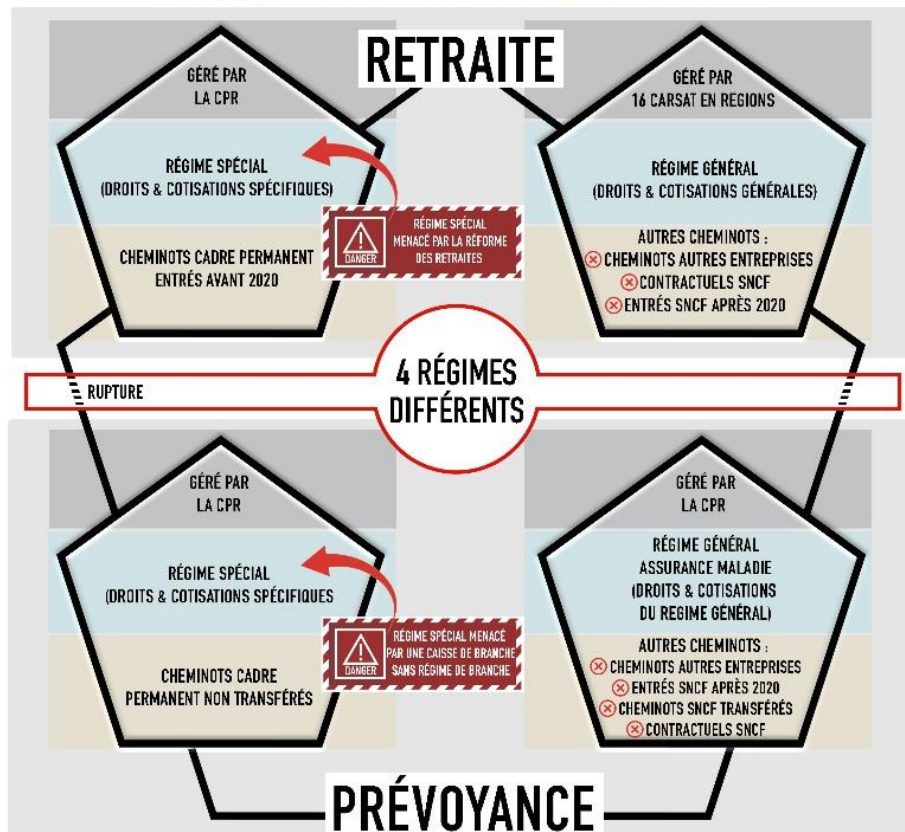 RETRAITE
GÉRÉ PAR
LA CPR
RÉGIME SPÉCIAL
(DROITS & COTISATIONS SPÉCIFIQUES)
CHEMINOTS CADRE PERMANENT
ENTRÉS AVANT 2020
DANGER
RÉGIME SPÉCIAL
MENACÉ PAR LA RÉFORME
DES RETRAITES
GÉRÉ PAR
16 CARSAT EN REGIONS
RÉGIME GÉNÉRAL
(DROITS & COTISATIONS GÉNÉRALES)
AUTRES CHEMINOTS :
CHEMINOTS AUTRES ENTREPRISES
CONTRACTUELS SNCF
ENTRÉS SNCF APRÈS 2020
RUPTURE
4 RÉGIMES
DIFFÉRENTS
GÉRÉ PAR
LA CPR
RÉGIME SPÉCIAL
(DROITS & COTISATIONS SPÉCIFIQUES
CHEMINOTS CADRE
PERMANENT NON TRANSFÉRÉS
DANGER
RÉGIME SPÉCIAL MENACÉ
PAR UNE CAISSE DE BRANCHE
SANS RÉGIME DE BRANCHE
GÉRÉ PAR
LA CPR
RÉGIME GÉNÉRAL
ASSURANCE MALADIE
(DROITS & COTISATIONS
DU REGIME GÉNÉRAL)
AUTRES CHEMINOTS :
CHEMINOTS AUTRES ENTREPRISES
ENTRÉS SNCF APRÈS 2020
CHEMINOTS SNCF TRANSFÉRÉS
CONTRACTUELS SNCF
PRÉVOYANCE